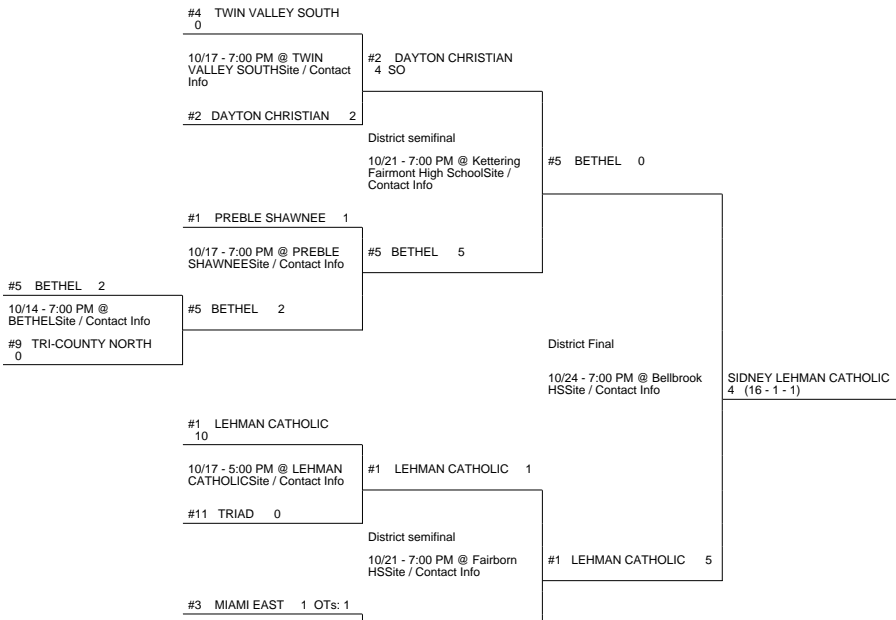 #4 TWIN VALLEY SOUTH
0
10/17 - 7:00 PM @ TWIN
VALLEY SOUTHSite / Contact
Info
#2 DAYTON CHRISTIAN 2
#2 DAYTON CHRISTIAN
4 SO
District semifinal
10/21 - 7:00 PM @ Kettering
Fairmont High SchoolSite /
Contact Info
#5 BETHEL 0
#1 PREBLE SHAWNEE 1
10/17 - 7:00 PM @ PREBLE
SHAWNEESite / Contact Info
#5 BETHEL 5
#5 BETHEL 2
10/14 - 7:00 PM @
BETHELSite / Contact Info
#9 TRI-COUNTY NORTH
0
#5 BETHEL 2
District Final
10/24 - 7:00 PM @ Bellbrook
HSSite / Contact Info
SIDNEY LEHMAN CATHOLIC
4 (16 - 1 - 1)
#1 LEHMAN CATHOLIC
10
10/17 - 5:00 PM @ LEHMAN
CATHOLICSite / Contact Info
#11 TRIAD 0
#1 LEHMAN CATHOLIC 1
District semifinal
10/21 - 7:00 PM @ Fairborn
HSSite / Contact Info
#1 LEHMAN CATHOLIC 5
#3 MIAMI EAST 1 OTs: 1